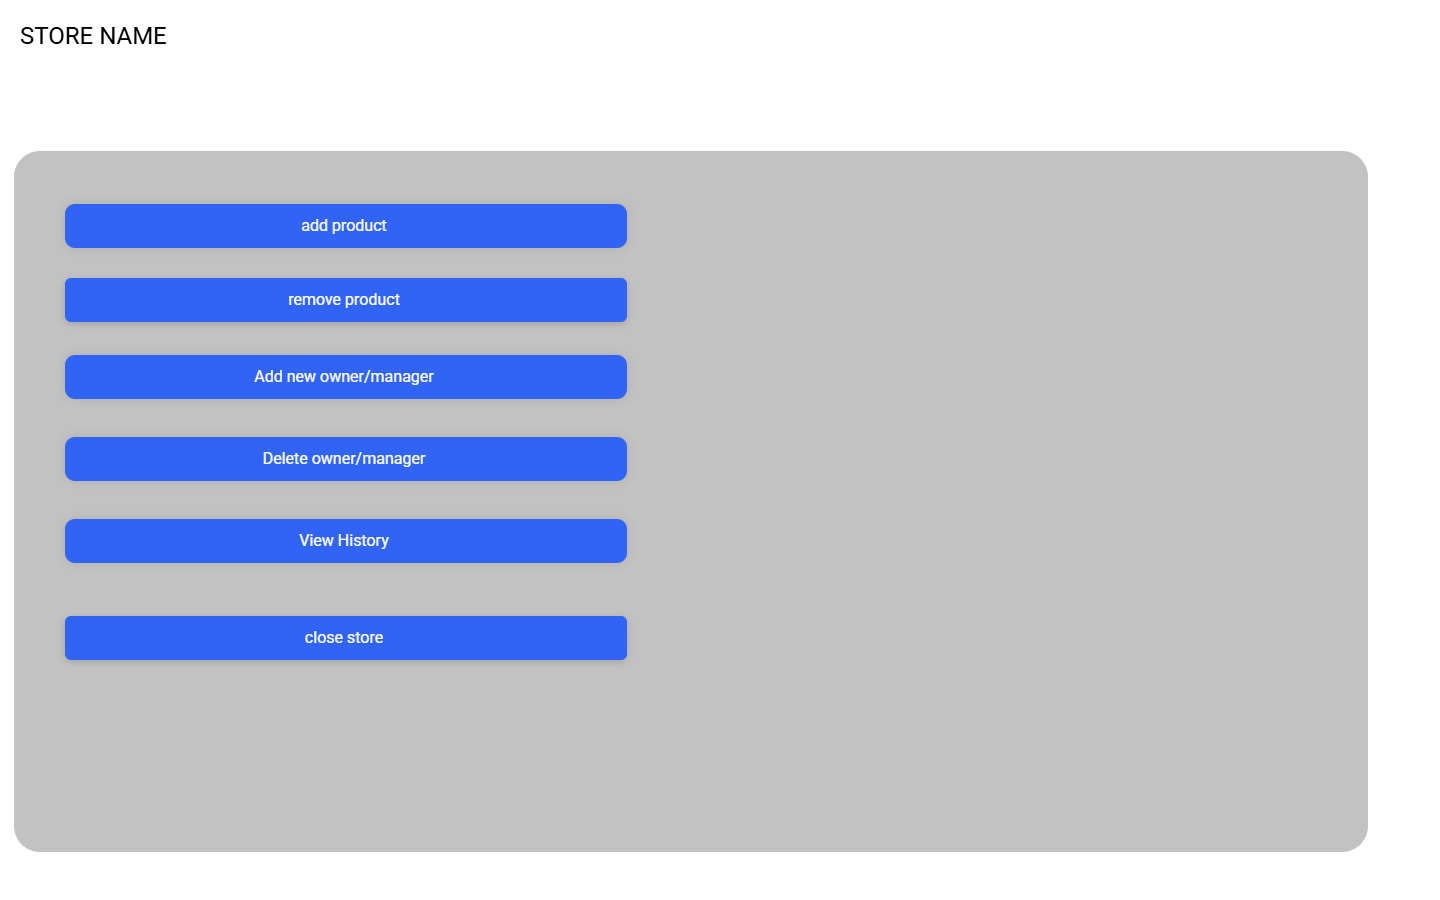 STORE NAME
add product
remove product
Add new owner/manager
Delete owner/manager
View History
close store